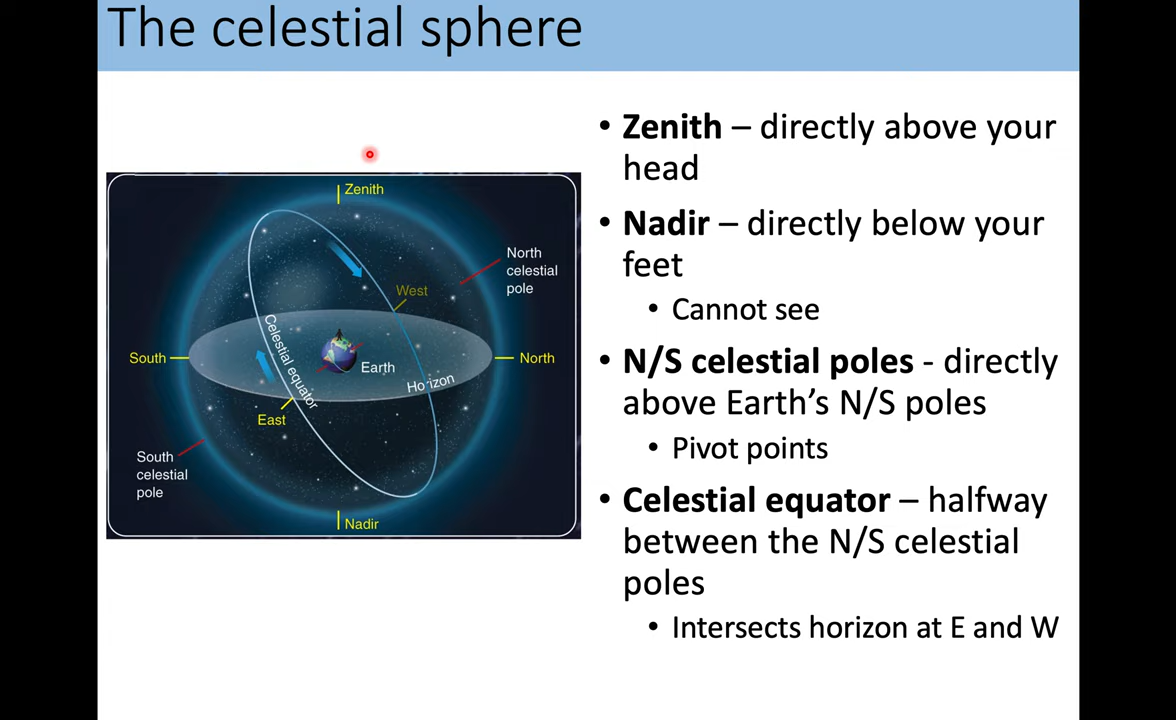 The celestial sphere
Zenith
North
celestial
pole
West
Celestial equator
South
North
Earth
Horizon
East
South
celestial
pole
Nadir
• Zenith – directly above your
head
• Nadir – directly below your
feet
• Cannot see
• N/S celestial poles - directly
above Earth’s N/S poles
• Pivot points
• Celestial equator – halfway
between the N/S celestial
poles
• Intersects horizon at E and W